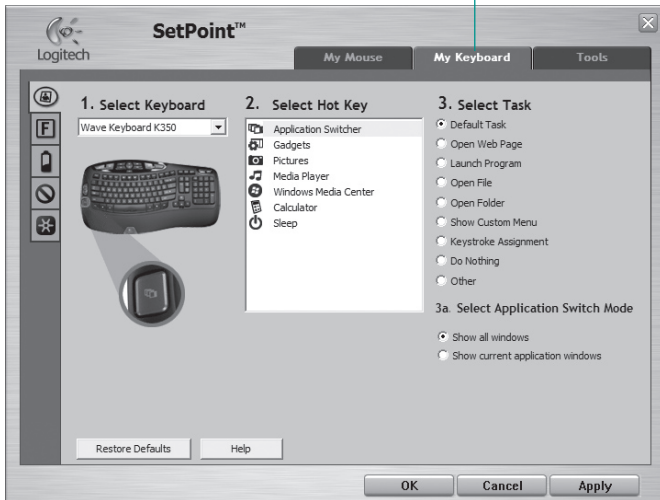 SetPoint™
Logitech
My Mouse
My Keyboard
Tools
1. Select Keyboard
Wave Keyboard K350
2. Select Hot Key
Application Switcher
Gadgets
Pictures
Media Player
Windows Media Center
Calculator
Sleep
3. Select Task
Default Task
Open Web Page
Launch Program
Open File
Open Folder
Show Custom Menu
Keystroke Assignment
Do Nothing
Other
3a. Select Application Switch Mode
Show all windows
Show current application windows
Restore Defaults
Help
OK
Cancel
Apply